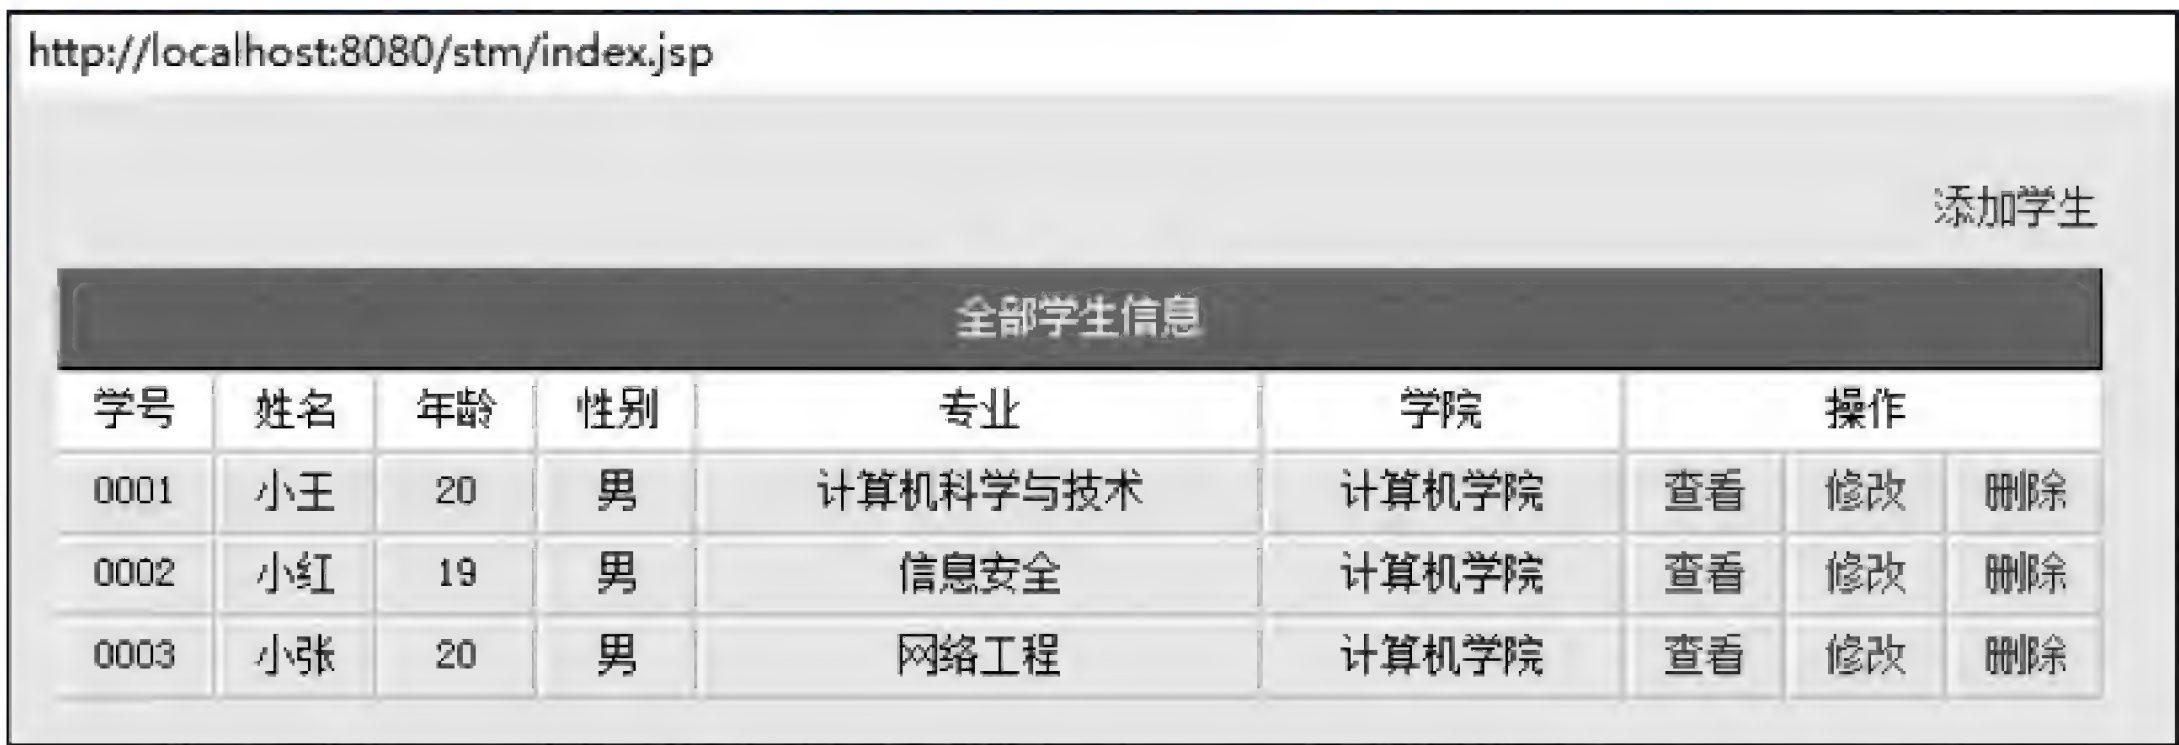 http://localhost:8080/stm/index.jsp
添加学生
全部学生信息
学号 姓名 年龄 性别 专业 学院 操作
0001 小王 20 男 计算机科学与技术 计算机学院 查看 修改 删除
0002 小红 19 男 信息安全 计算机学院 查看 修改 删除
0003 小张 20 男 网络工程 计算机学院 查看 修改 删除